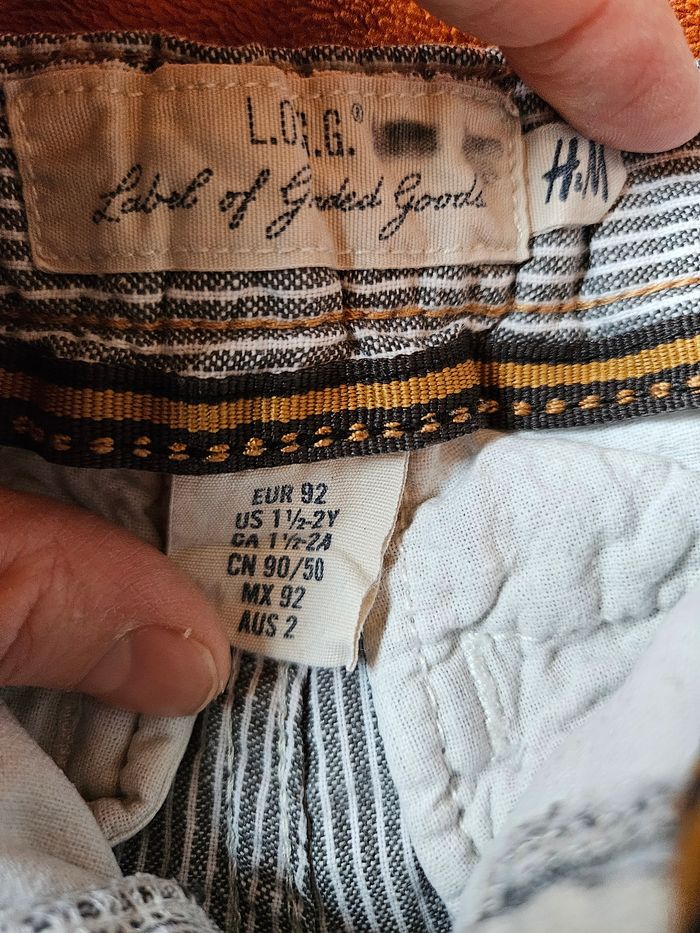 L.O.G.G.®
Label of Graded Goods
H&M
EUR 92
US 1½-2Y
CA 1½-2A
CN 90/50
MX 92
AUS 2